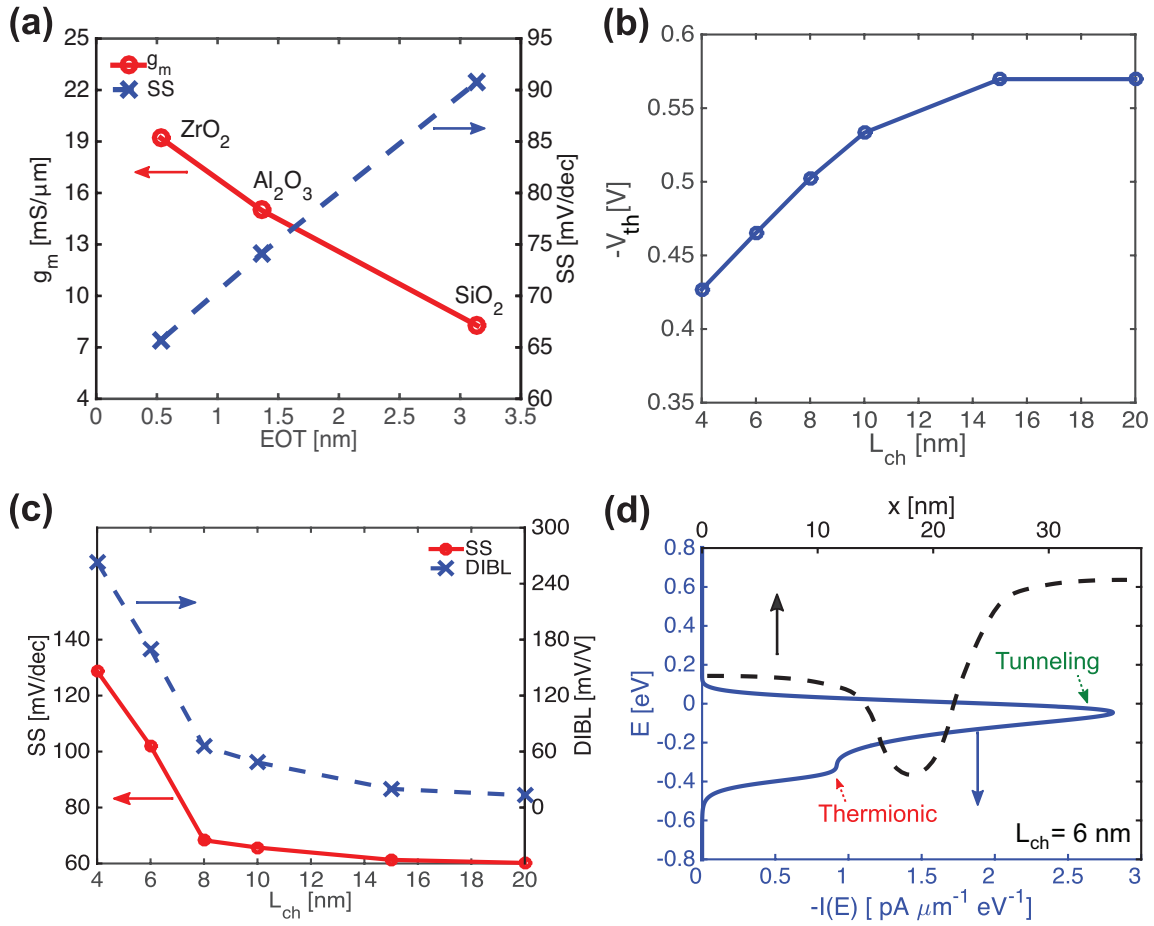 (a)
25
22
19
16
13
10
7
4
g_m [mS/μm]
g_m
SS
ZrO₂
Al₂O₃
SiO₂
95
90
85
80
75
70
65
60
SS [mV/dec]
0 0.5 1 1.5 2 2.5 3 3.5
EOT [nm]
(b)
0.6
0.55
0.5
0.45
0.4
0.35
-V_th [V]
4 6 8 10 12 14 16 18 20
L_ch [nm]
(c)
140
120
100
80
60
SS [mV/dec]
SS
DIBL
300
240
180
120
60
0
DIBL [mV/V]
4 6 8 10 12 14 16 18 20
L_ch [nm]
(d)
x [nm]
0 10 20 30
0.8
0.6
0.4
0.2
0
-0.2
-0.4
-0.6
-0.8
E [eV]
Tunneling
Thermionic
L_ch= 6 nm
0 0.5 1 1.5 2 2.5 3
-I(E) [ pA μm⁻¹ eV⁻¹]